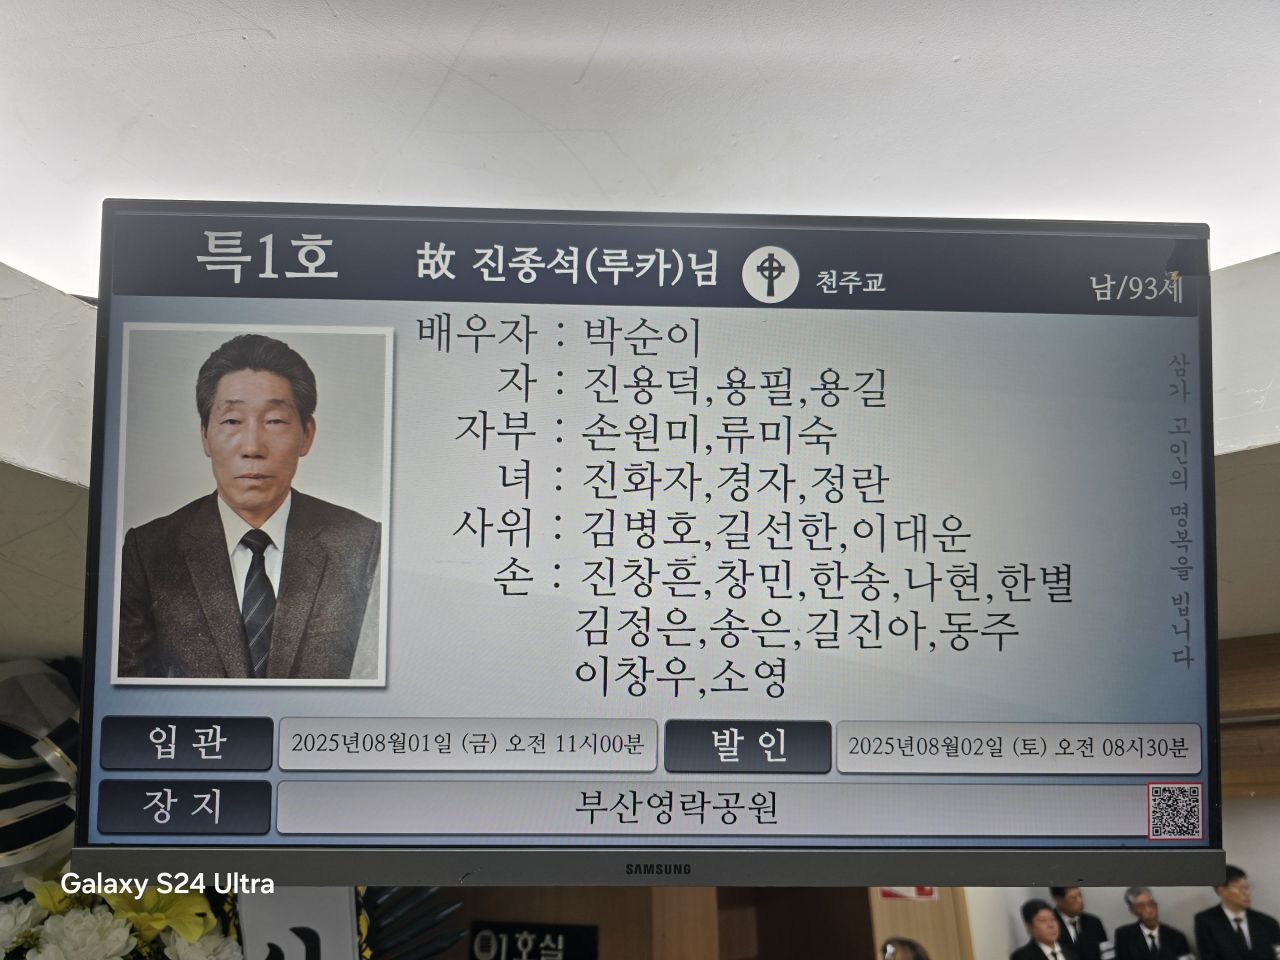 특1호
故 진종석(루카)님
천주교
남/93세
배우자 : 박순이
자 : 진용덕,용필,용길
자부 : 손원미,류미숙
녀 : 진화자,경자,정란
사위 : 김병호,길선한,이대운
손 : 진창흔,창민,한송,나현,한별
김정은,송은,길진아,동주
이창우,소영
삼가 고인의 명복을 빕니다
입관 2025년08월01일 (금) 오전 11시00분
발인 2025년08월02일 (토) 오전 08시30분
장지 부산영락공원
SAMSUNG
Galaxy S24 Ultra